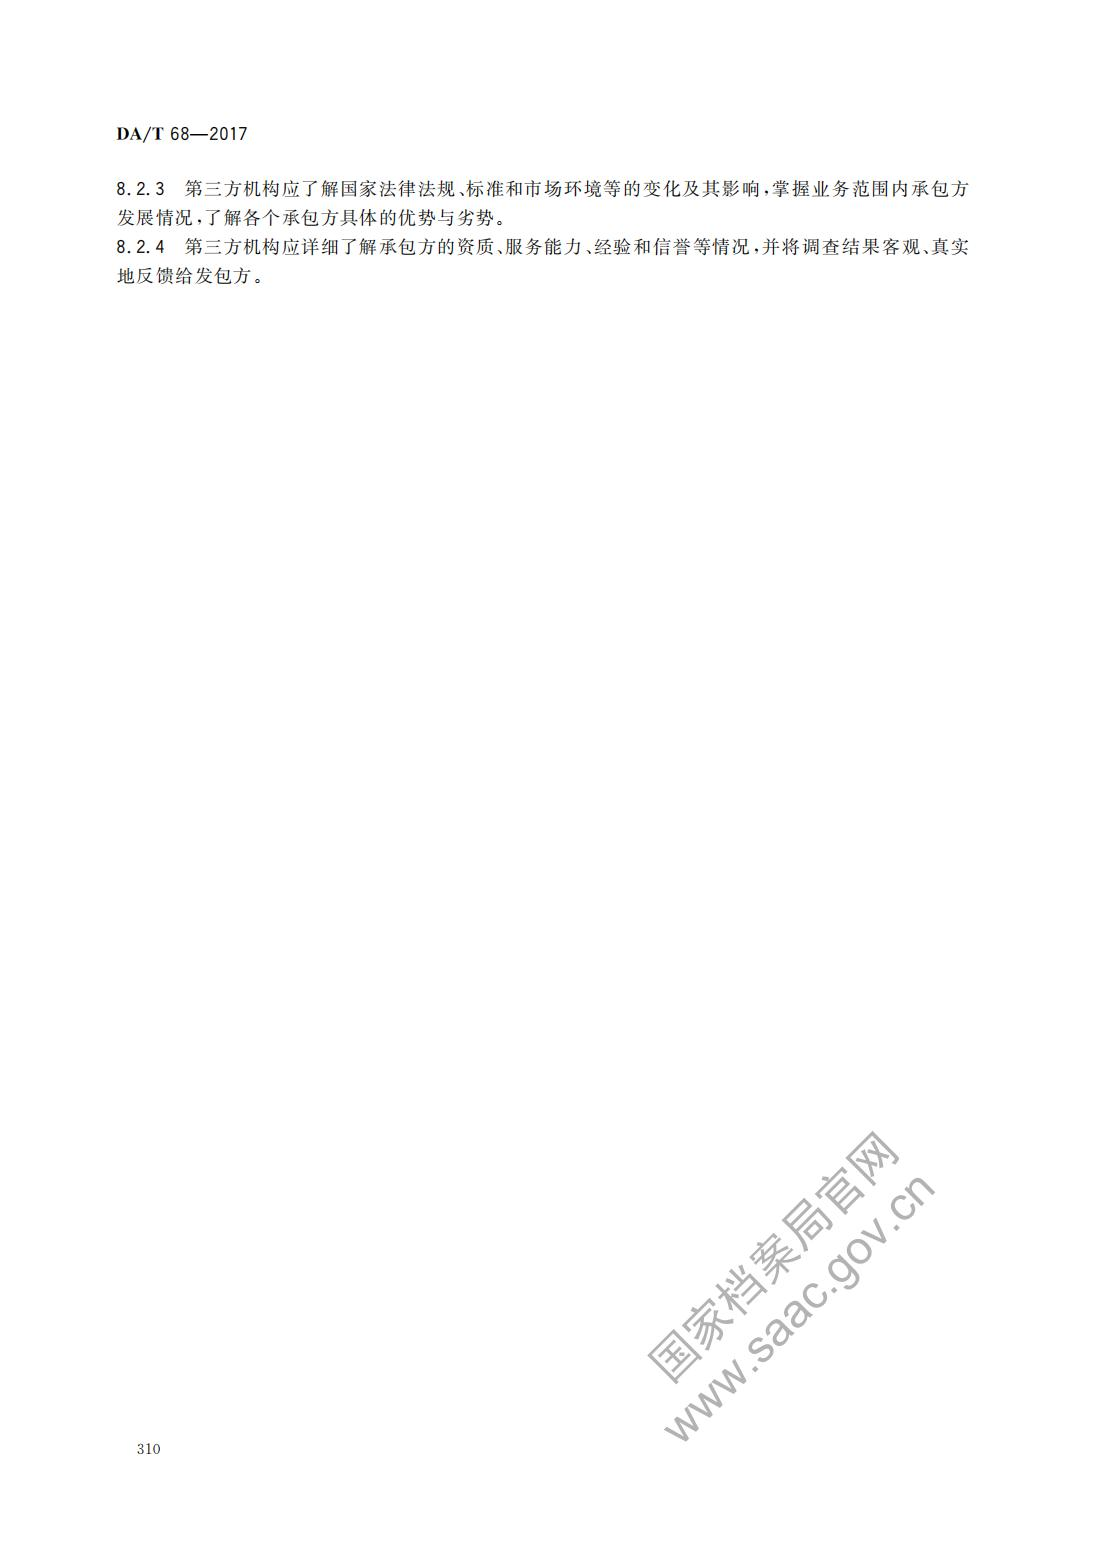 DA/T 68—2017
8.2.3 第三方机构应了解国家法律法规、标准和市场环境等的变化及其影响,掌握业务范围内承包方
发展情况,了解各个承包方具体的优势与劣势。
8.2.4 第三方机构应详细了解承包方的资质、服务能力、经验和信誉等情况,并将调查结果客观、真实
地反馈给发包方。
国家档案局官网
www.saac.gov.cn
310